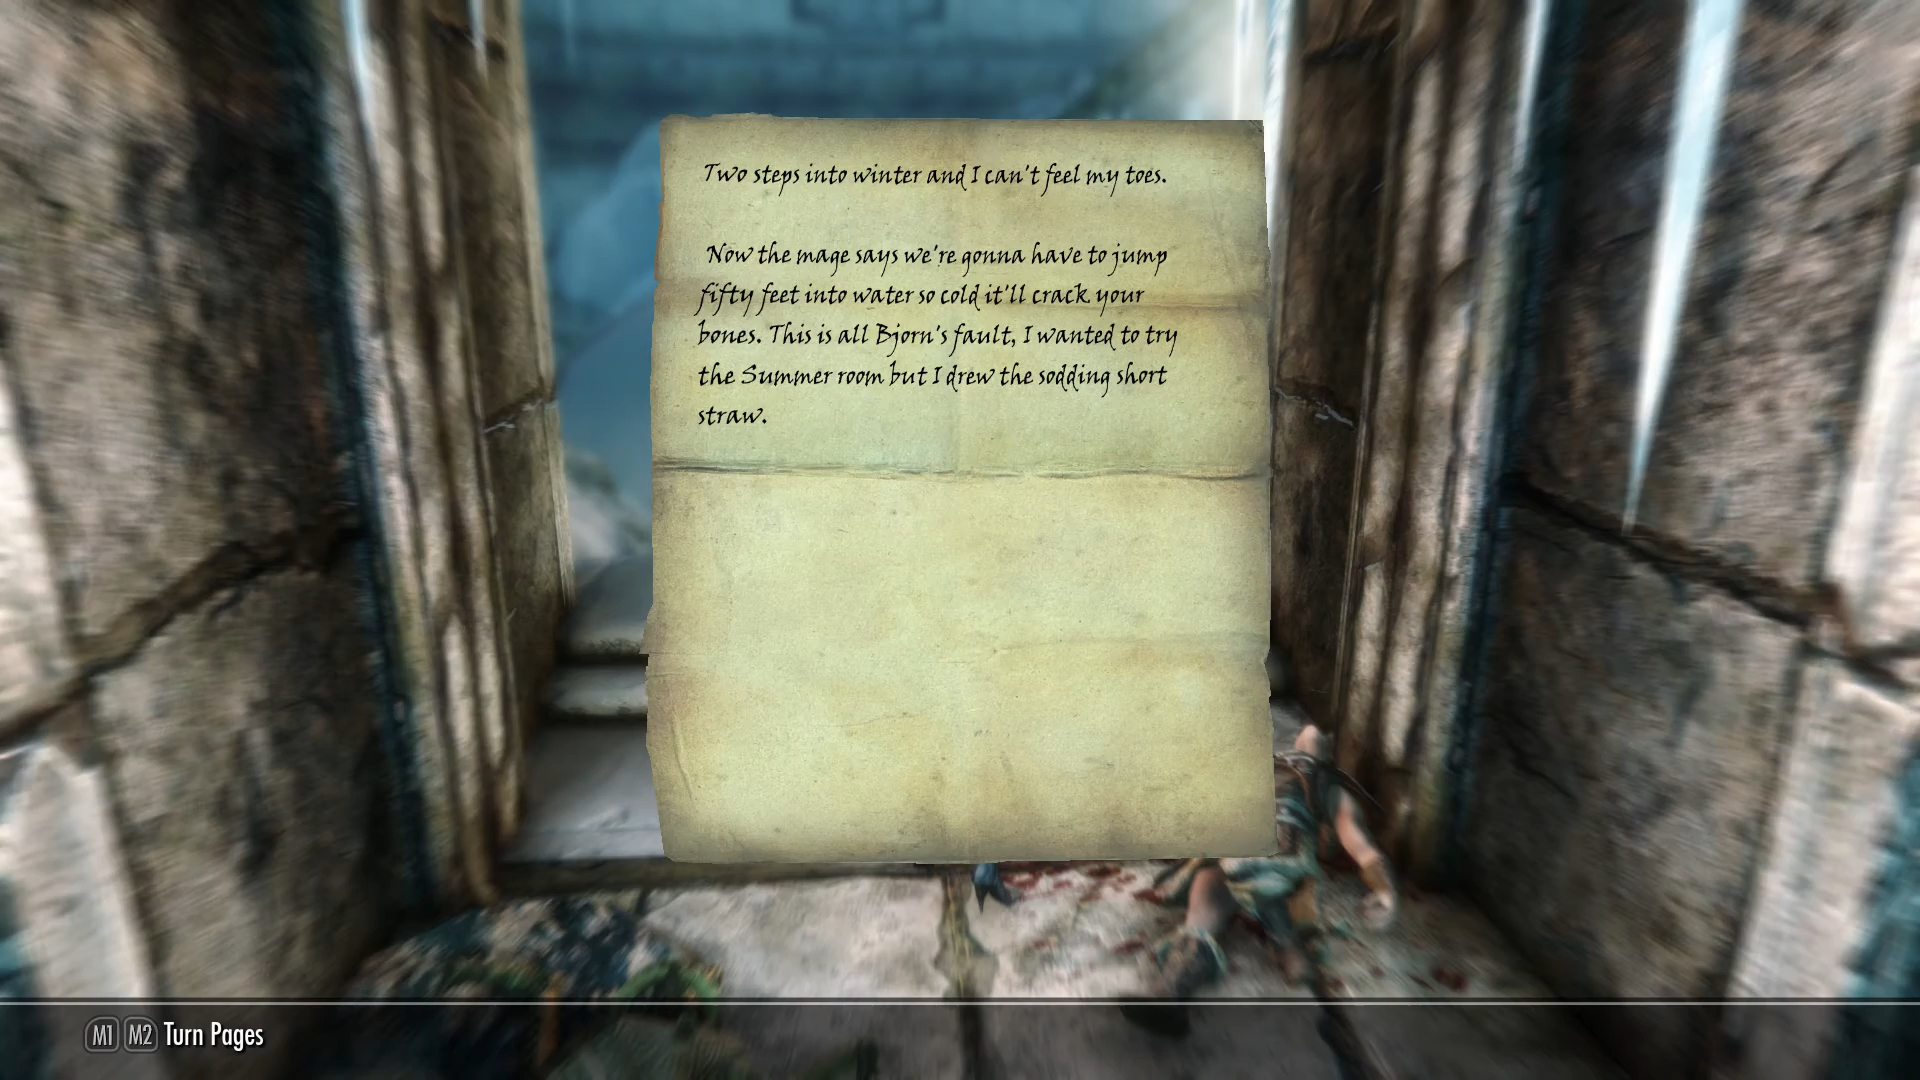 Two steps into winter and I can't feel my toes.
Now the mage says we're gonna have to jump
fifty feet into water so cold it'll crack your
bones. This is all Bjorn's fault, I wanted to try
the Summer room but I drew the sodding short
straw.
M1 M2 Turn Pages